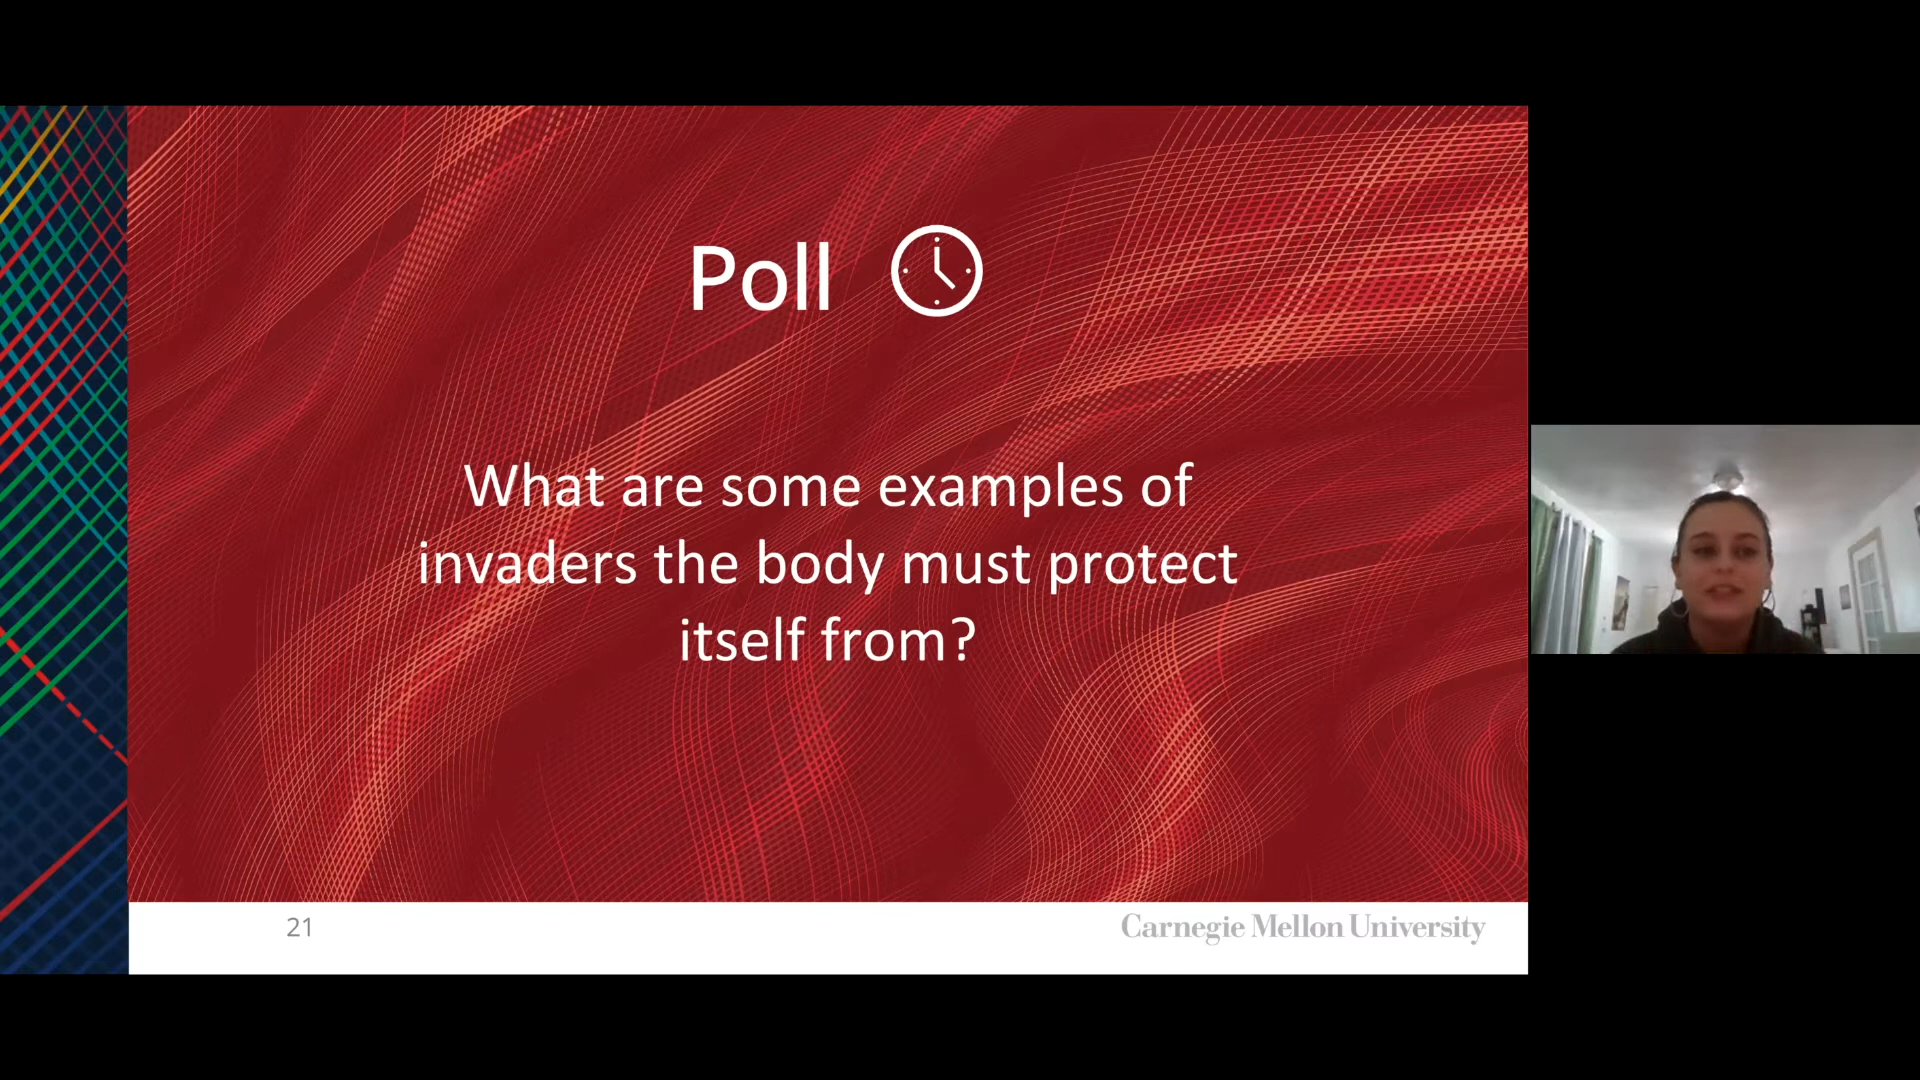 Poll
What are some examples of
invaders the body must protect
itself from?
21
Carnegie Mellon University